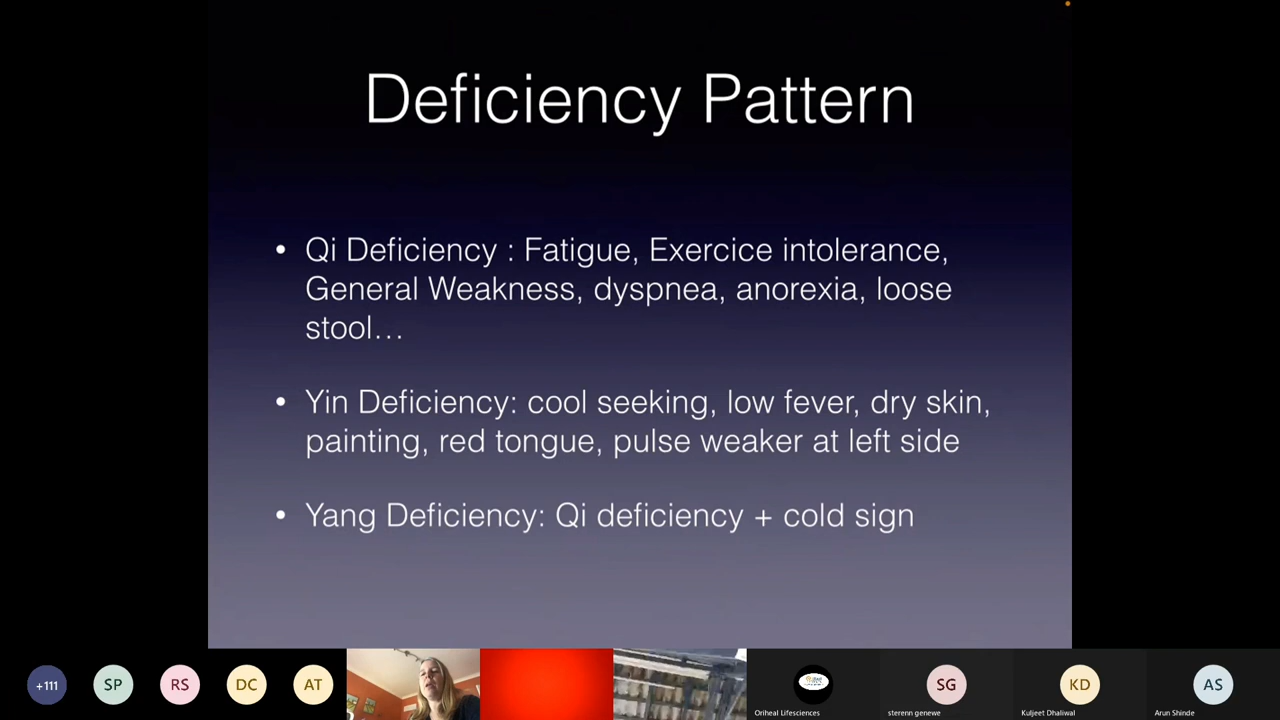 Deficiency Pattern
• Qi Deficiency : Fatigue, Exercice intolerance,
General Weakness, dyspnea, anorexia, loose
stool…
• Yin Deficiency: cool seeking, low fever, dry skin,
painting, red tongue, pulse weaker at left side
• Yang Deficiency: Qi deficiency + cold sign
+111 SP RS DC AT SG KD AS
Oriheal Lifesciences sterenn genewe Kuljeet Dhaliwal Arun Shinde